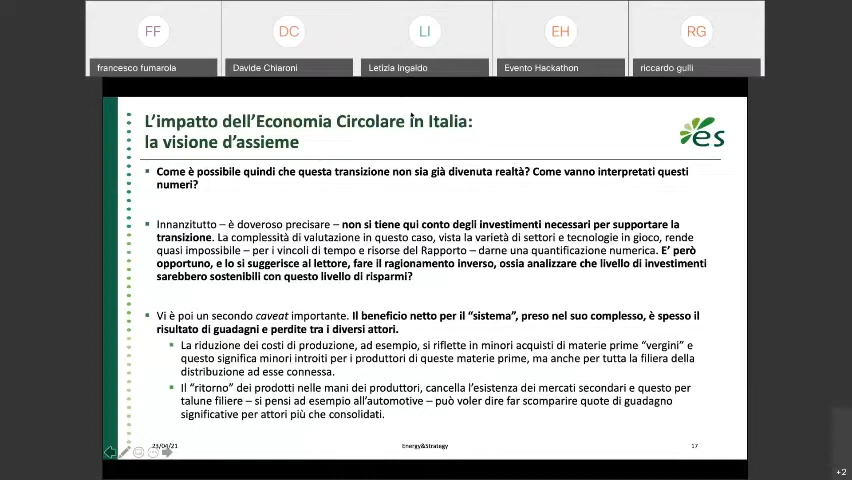 FF
DC
LI
EH
RG
francesco fumarola
Davide Chiaroni
Letizia Ingaldo
Evento Hackathon
riccardo gulli
L'impatto dell'Economia Circolare in Italia:
la visione d'assieme
es
Come è possibile quindi che questa transizione non sia già divenuta realtà? Come vanno interpretati questi
numeri?
Innanzitutto – è doveroso precisare – non si tiene qui conto degli investimenti necessari per supportare la
transizione. La complessità di valutazione in questo caso, vista la varietà di settori e tecnologie in gioco, rende
quasi impossibile – per i vincoli di tempo e risorse del Rapporto – darne una quantificazione numerica. E' però
opportuno, e lo si suggerisce al lettore, fare il ragionamento inverso, ossia analizzare che livello di investimenti
sarebbero sostenibili con questo livello di risparmi?
Vi è poi un secondo caveat importante. Il beneficio netto per il "sistema", preso nel suo complesso, è spesso il
risultato di guadagni e perdite tra i diversi attori.
La riduzione dei costi di produzione, ad esempio, si riflette in minori acquisti di materie prime "vergini" e
questo significa minori introiti per i produttori di queste materie prime, ma anche per tutta la filiera della
distribuzione ad esse connessa.
Il "ritorno" dei prodotti nelle mani dei produttori, cancella l'esistenza dei mercati secondari e questo per
talune filiere – si pensi ad esempio all'automotive – può voler dire far scomparire quote di guadagno
significative per attori più che consolidati.
23/04/21
Energy&Strategy
17
+2